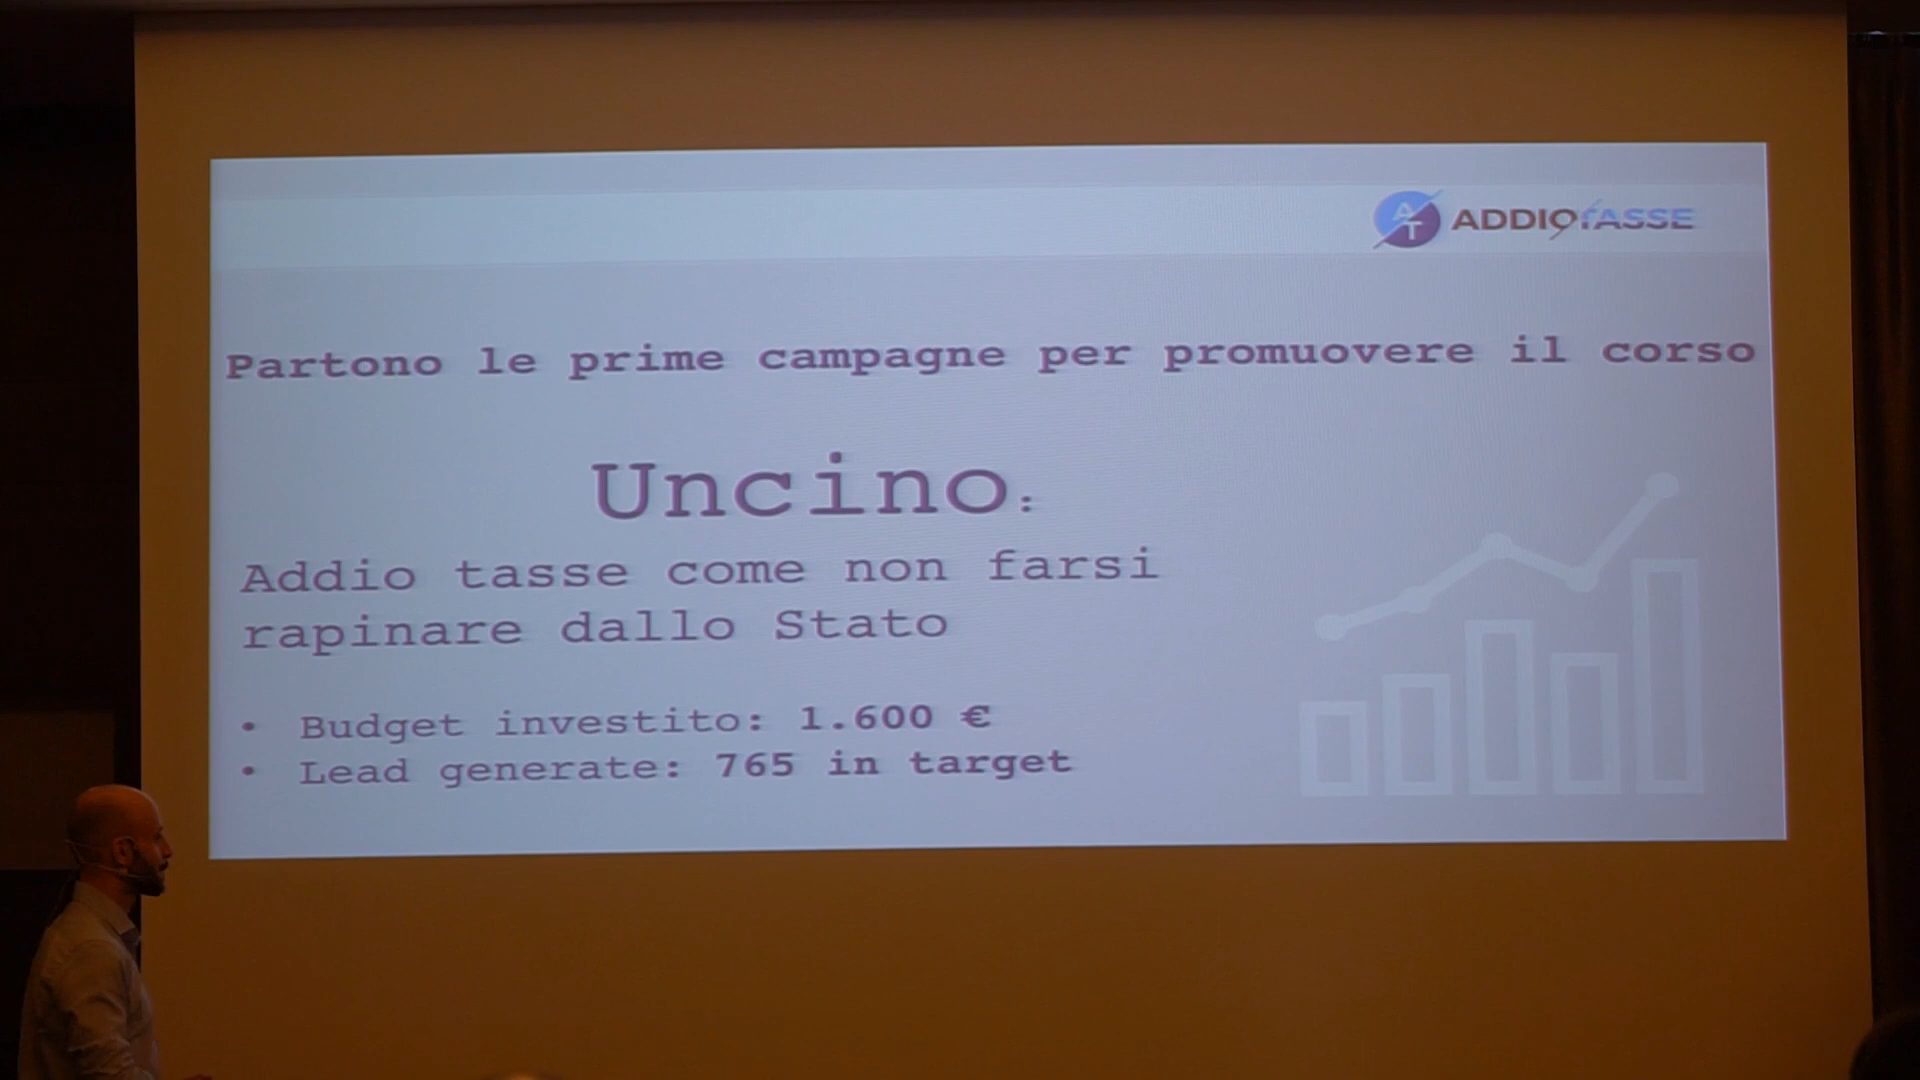 AT ADDIOTASSE
Partono le prime campagne per promuovere il corso
Uncino:
Addio tasse come non farsi
rapinare dallo Stato
• Budget investito: 1.600 €
• Lead generate: 765 in target